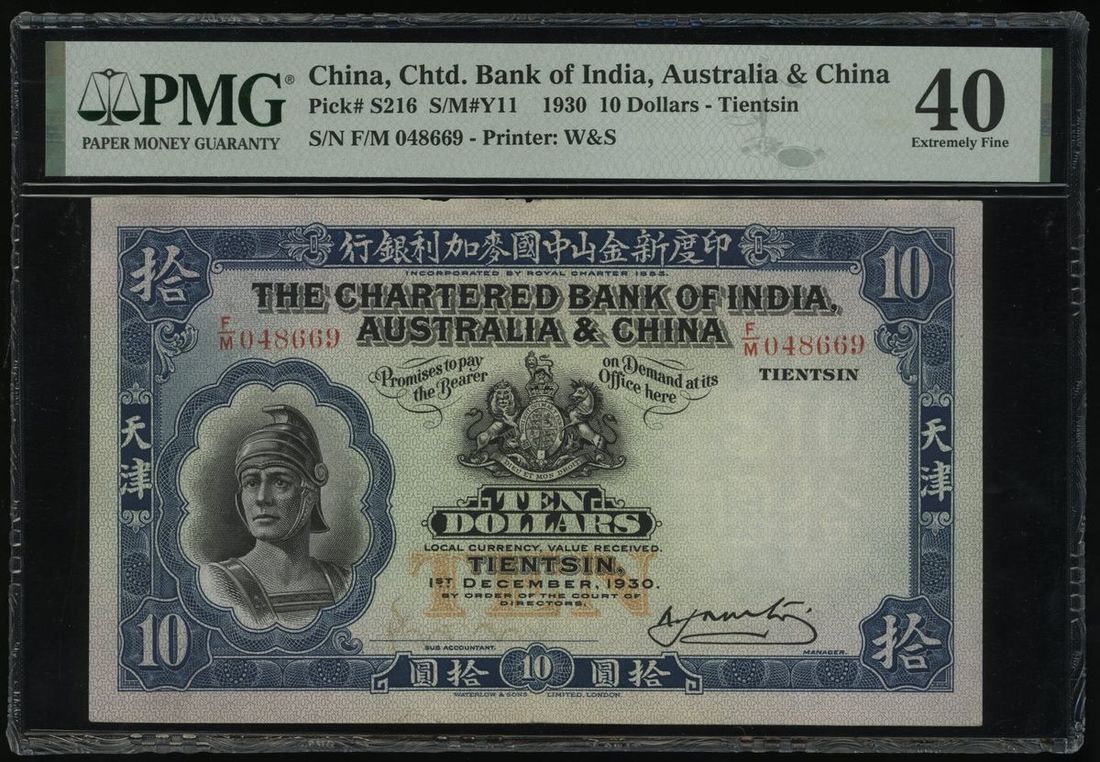 PMG®
PAPER MONEY GUARANTY
China, Chtd. Bank of India, Australia & China
Pick# S216 S/M#Y11 1930 10 Dollars - Tientsin
S/N F/M 048669 - Printer: W&S
40
Extremely Fine
行銀利加麥國中山金新度印
拾
10
INCORPORATED BY ROYAL CHARTER 1853.
THE CHARTERED BANK OF INDIA,
AUSTRALIA & CHINA
F/M 048669
F/M 048669
TIENTSIN
Promises to pay the Bearer
on Demand at its Office here
天津
天津
DIEU ET MON DROIT
TEN
DOLLARS
LOCAL CURRENCY, VALUE RECEIVED.
TEN
TIENTSIN,
1ST DECEMBER, 1930.
BY ORDER OF THE COURT OF
DIRECTORS.
SUB ACCOUNTANT.
MANAGER.
10
拾
圓拾 10 圓拾
WATERLOW & SONS LIMITED, LONDON.